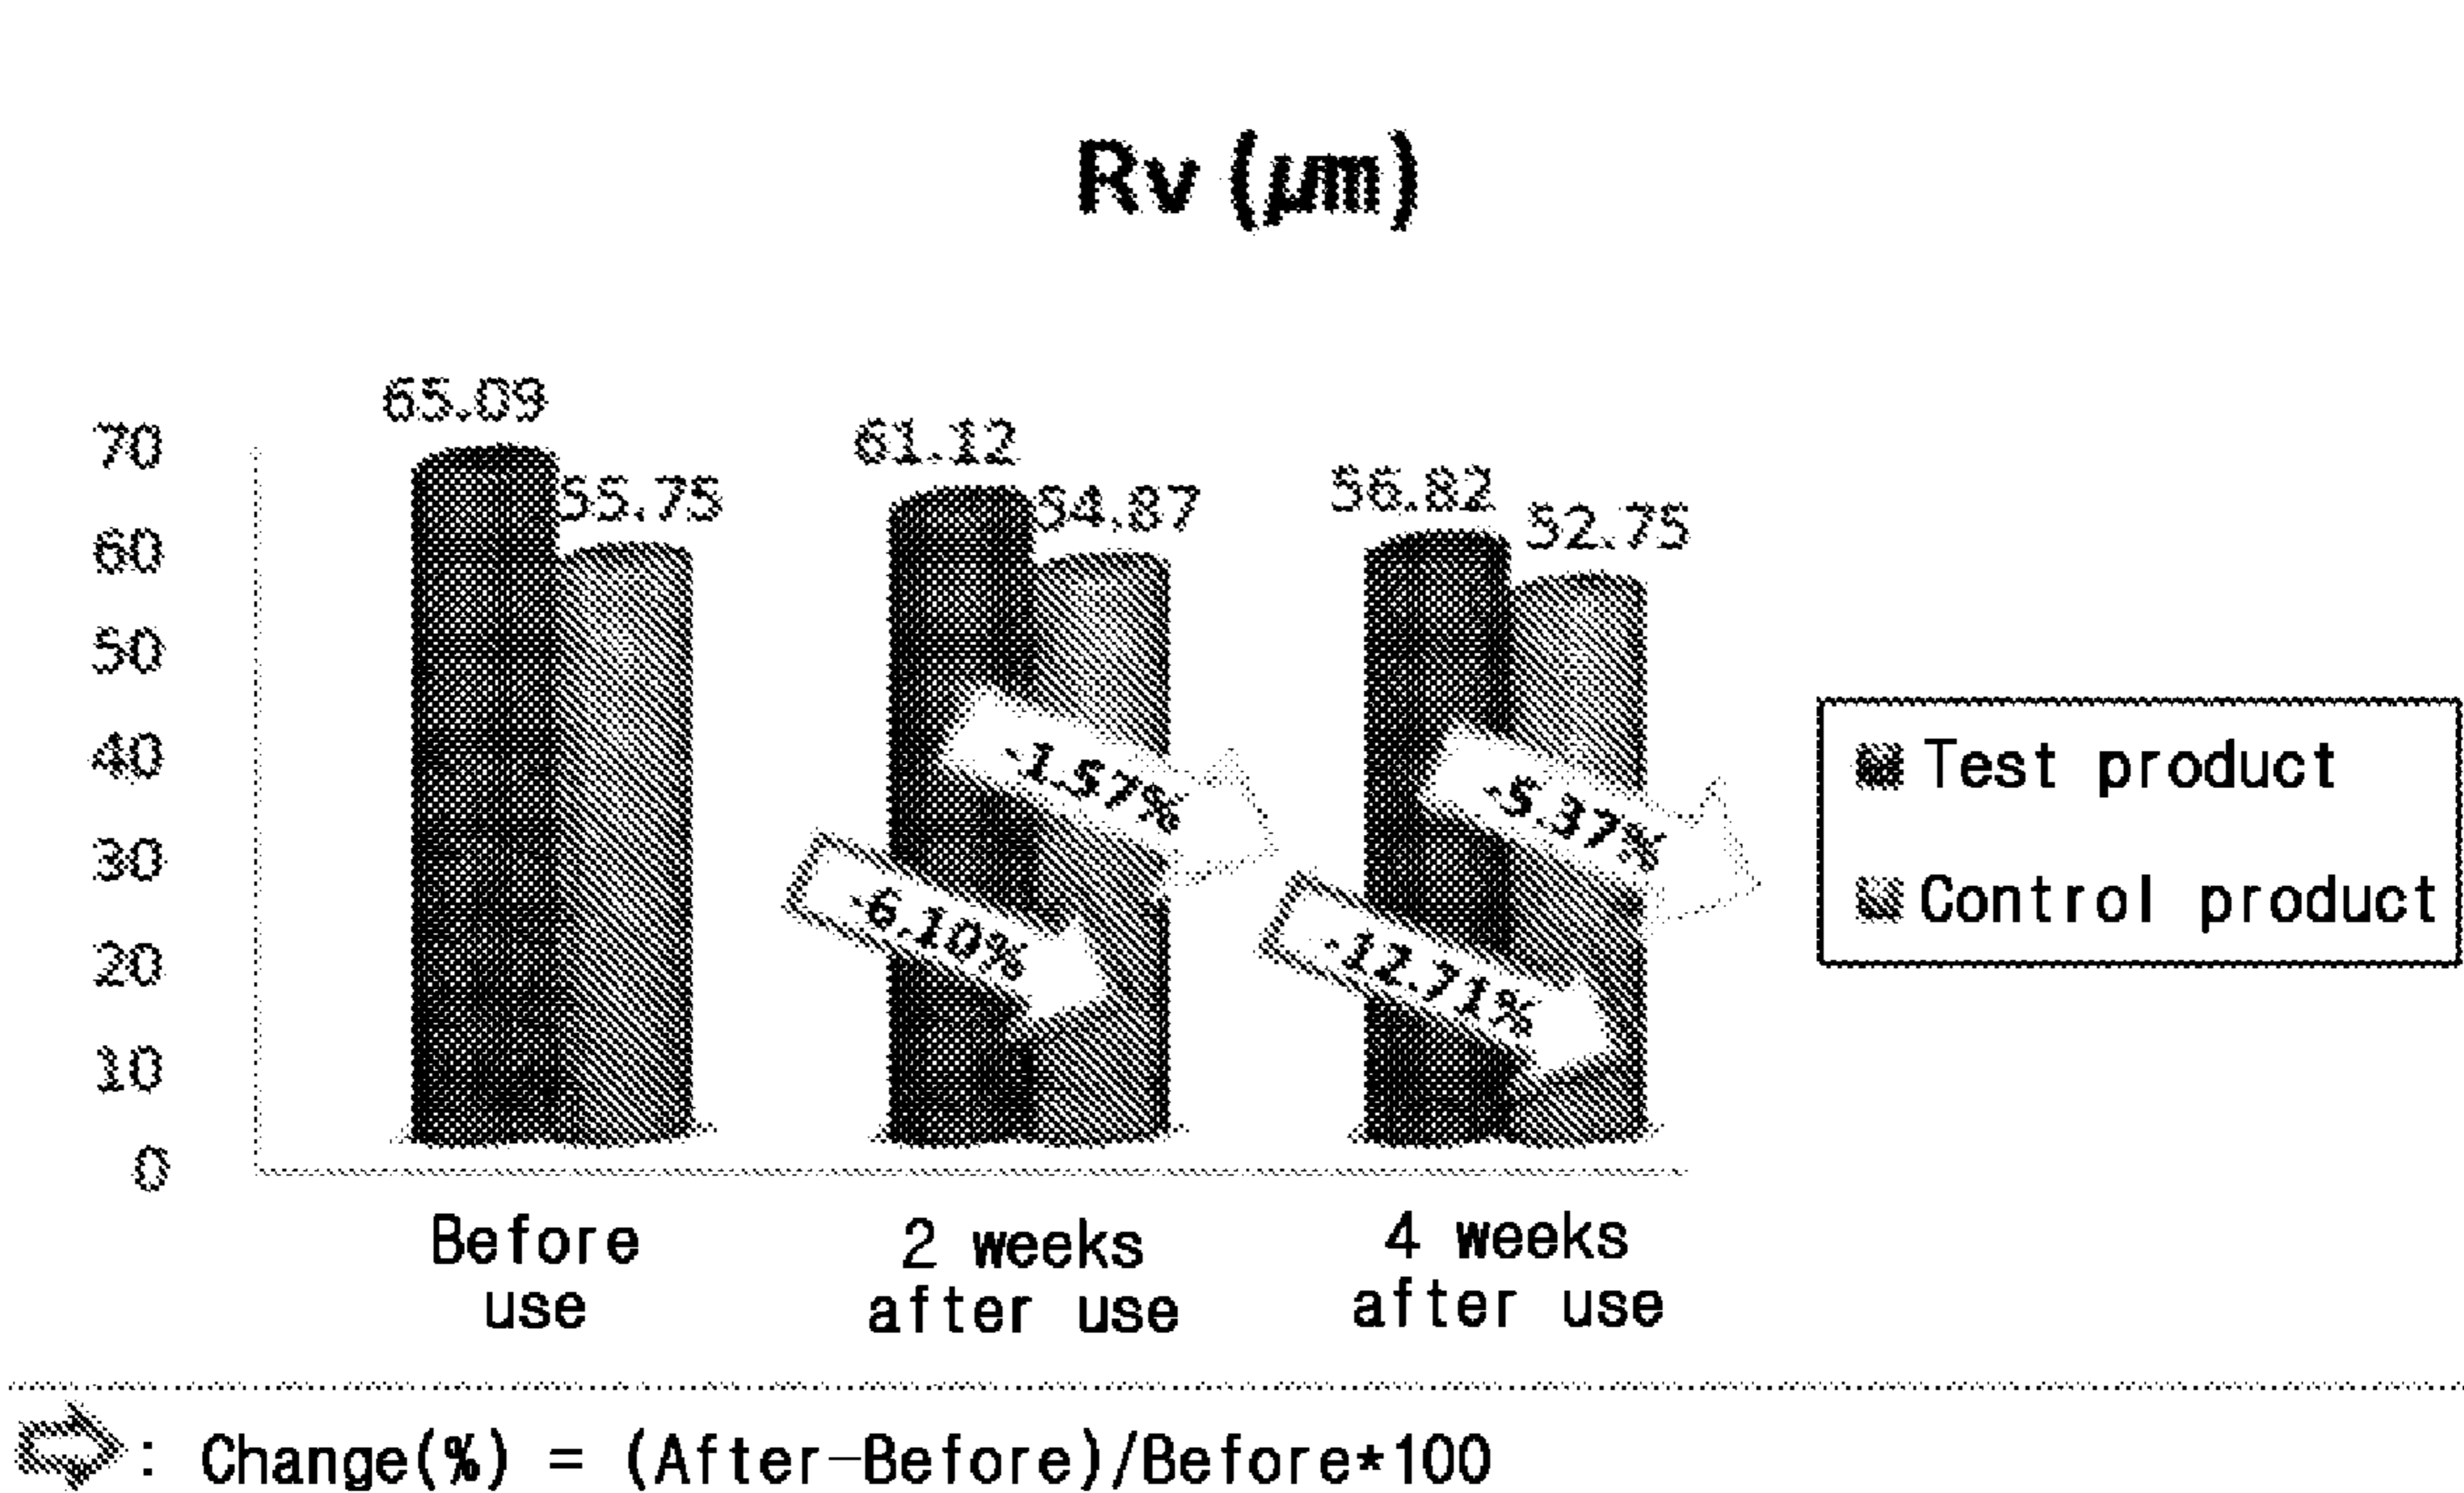 Rv(μm)
65.09
55.75
61.12
54.87
56.82
52.75
70
60
50
40
30
20
10
0
-1.57%
-6.10%
-5.37%
-12.71%
Test product
Control product
Before
use
2 weeks
after use
4 weeks
after use
: Change(%) = (After-Before)/Before*100